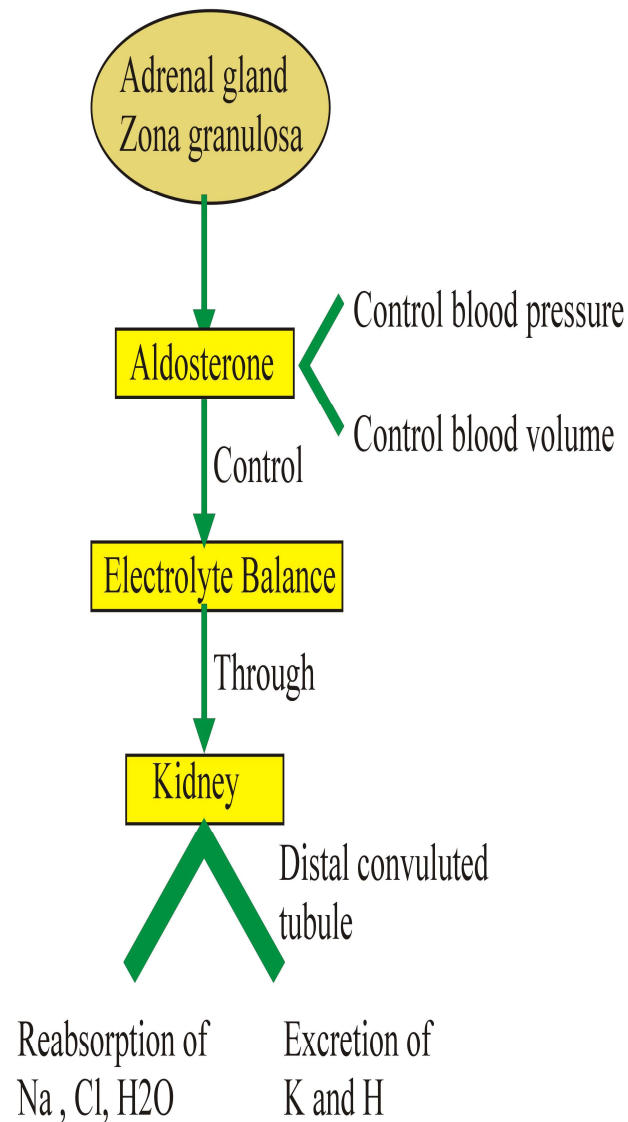 Adrenal gland
Zona granulosa
Aldosterone
Control blood pressure
Control blood volume
Control
Electrolyte Balance
Through
Kidney
Distal convuluted
tubule
Reabsorption of
Na , Cl, H2O
Excretion of
K and H